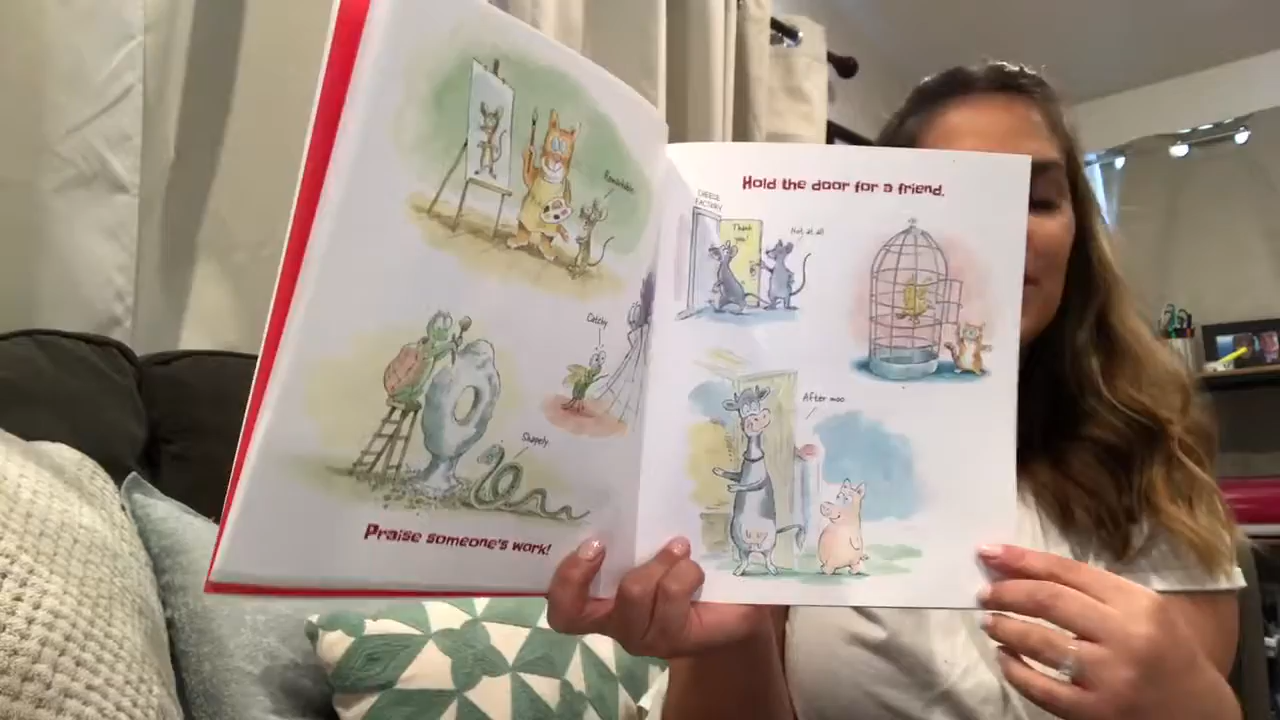 Remarkable.
Catchy
Shapely
Praise someone's work!
Hold the door for a friend.
CHEESE
FACTORY
Thank
you!
Not at all
After moo